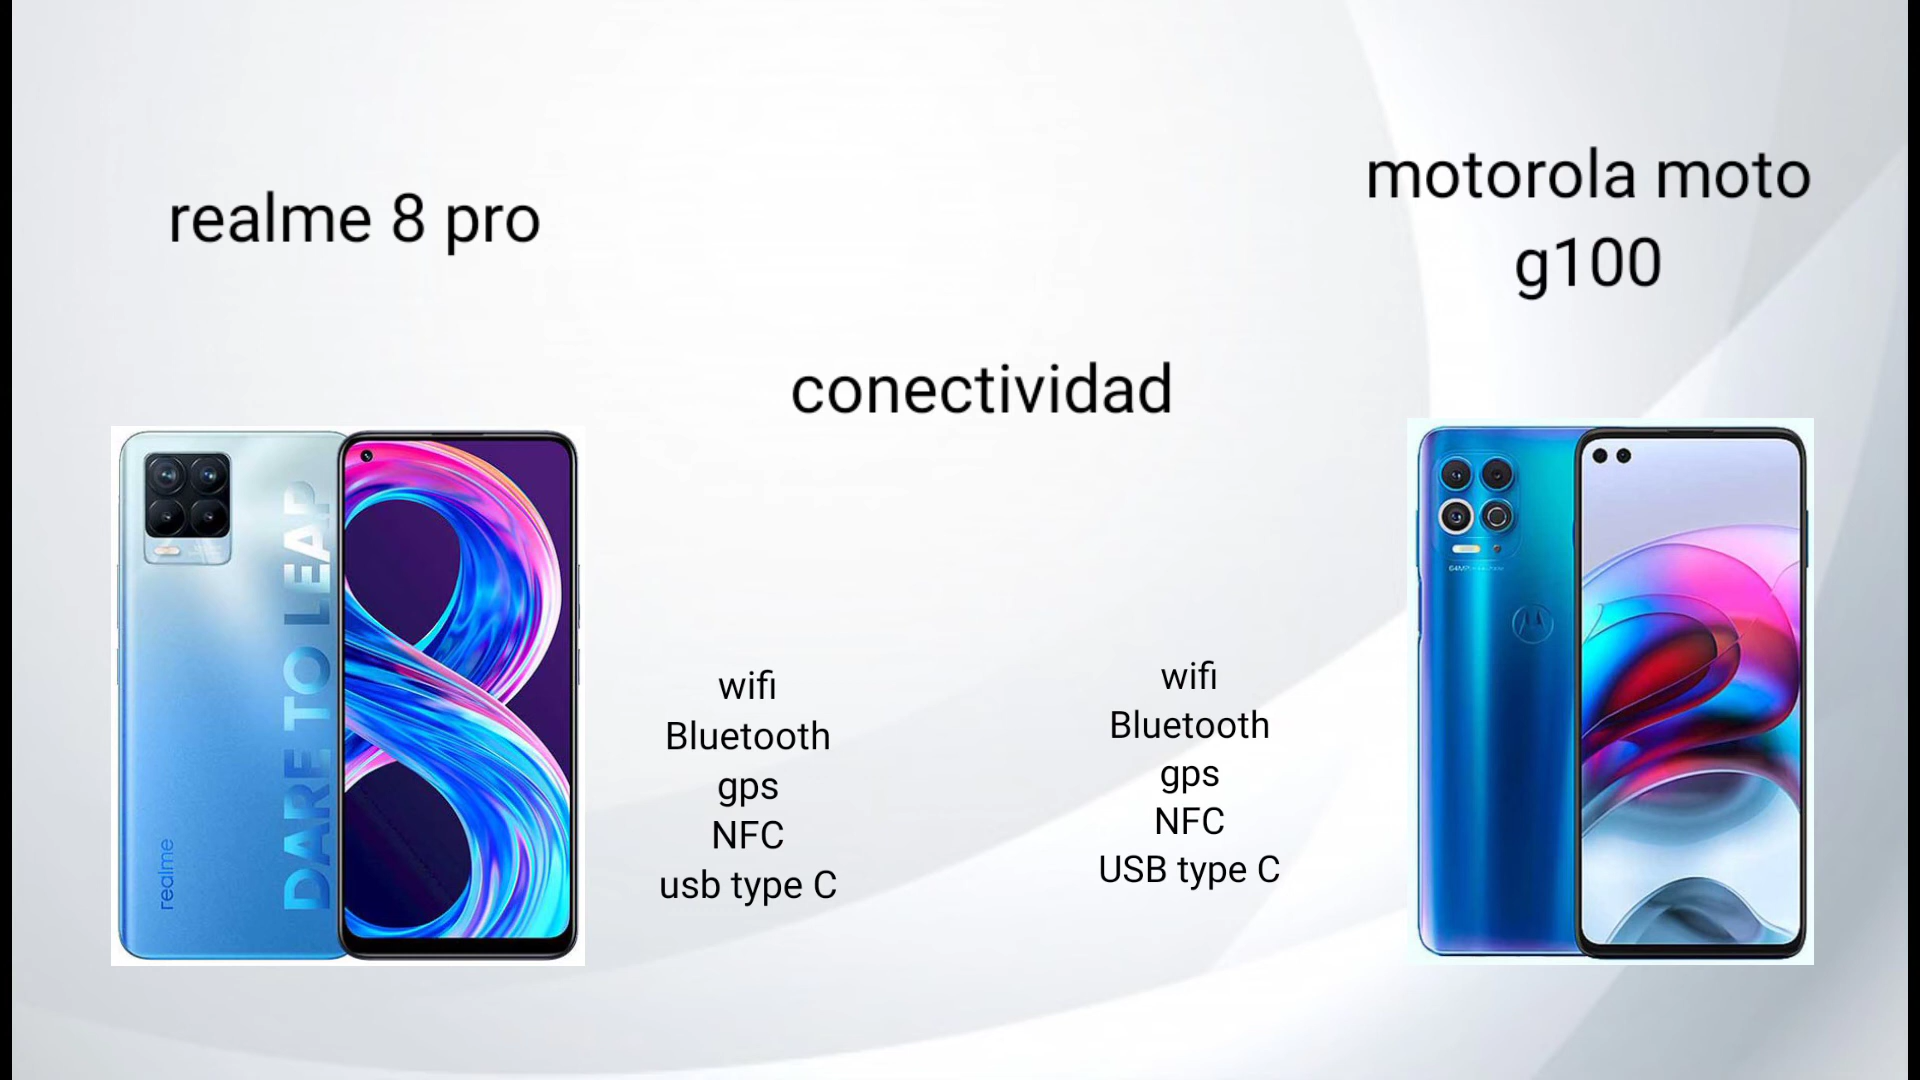 realme 8 pro
motorola moto
g100
conectividad
DARE TO LEAP
realme
wifi
Bluetooth
gps
NFC
usb type C
wifi
Bluetooth
gps
NFC
USB type C